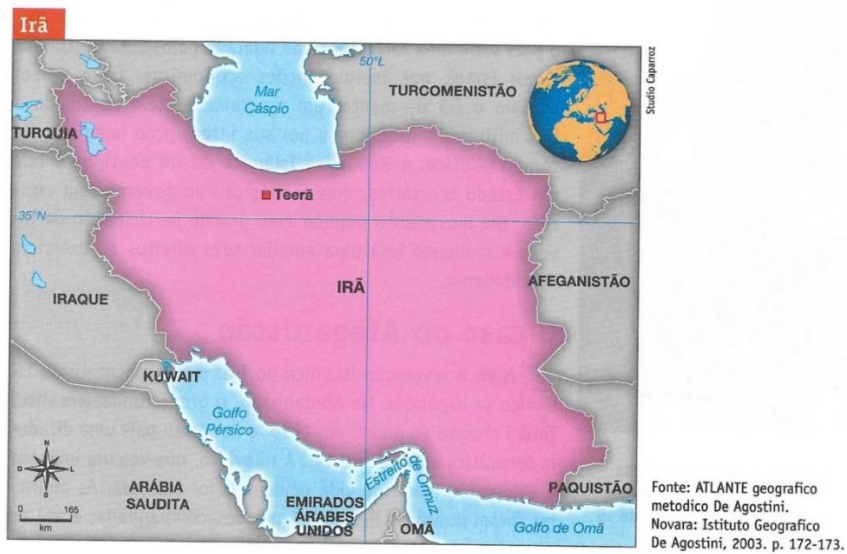 Irã
50°L
Mar
Cáspio
TURCOMENISTÃO
Studio Caparroz
TURQUIA
Teerã
35°N
IRÃ
AFEGANISTÃO
IRAQUE
KUWAIT
Golfo
Pérsico
Estreito de Ormuz
PAQUISTÃO
N
O
L
S
ARÁBIA
SAUDITA
EMIRADOS
ÁRABES
UNIDOS
OMÃ
Golfo de Omã
0 165
km
Fonte: ATLANTE geografico
metodico De Agostini.
Novara: Istituto Geografico
De Agostini, 2003. p. 172-173.